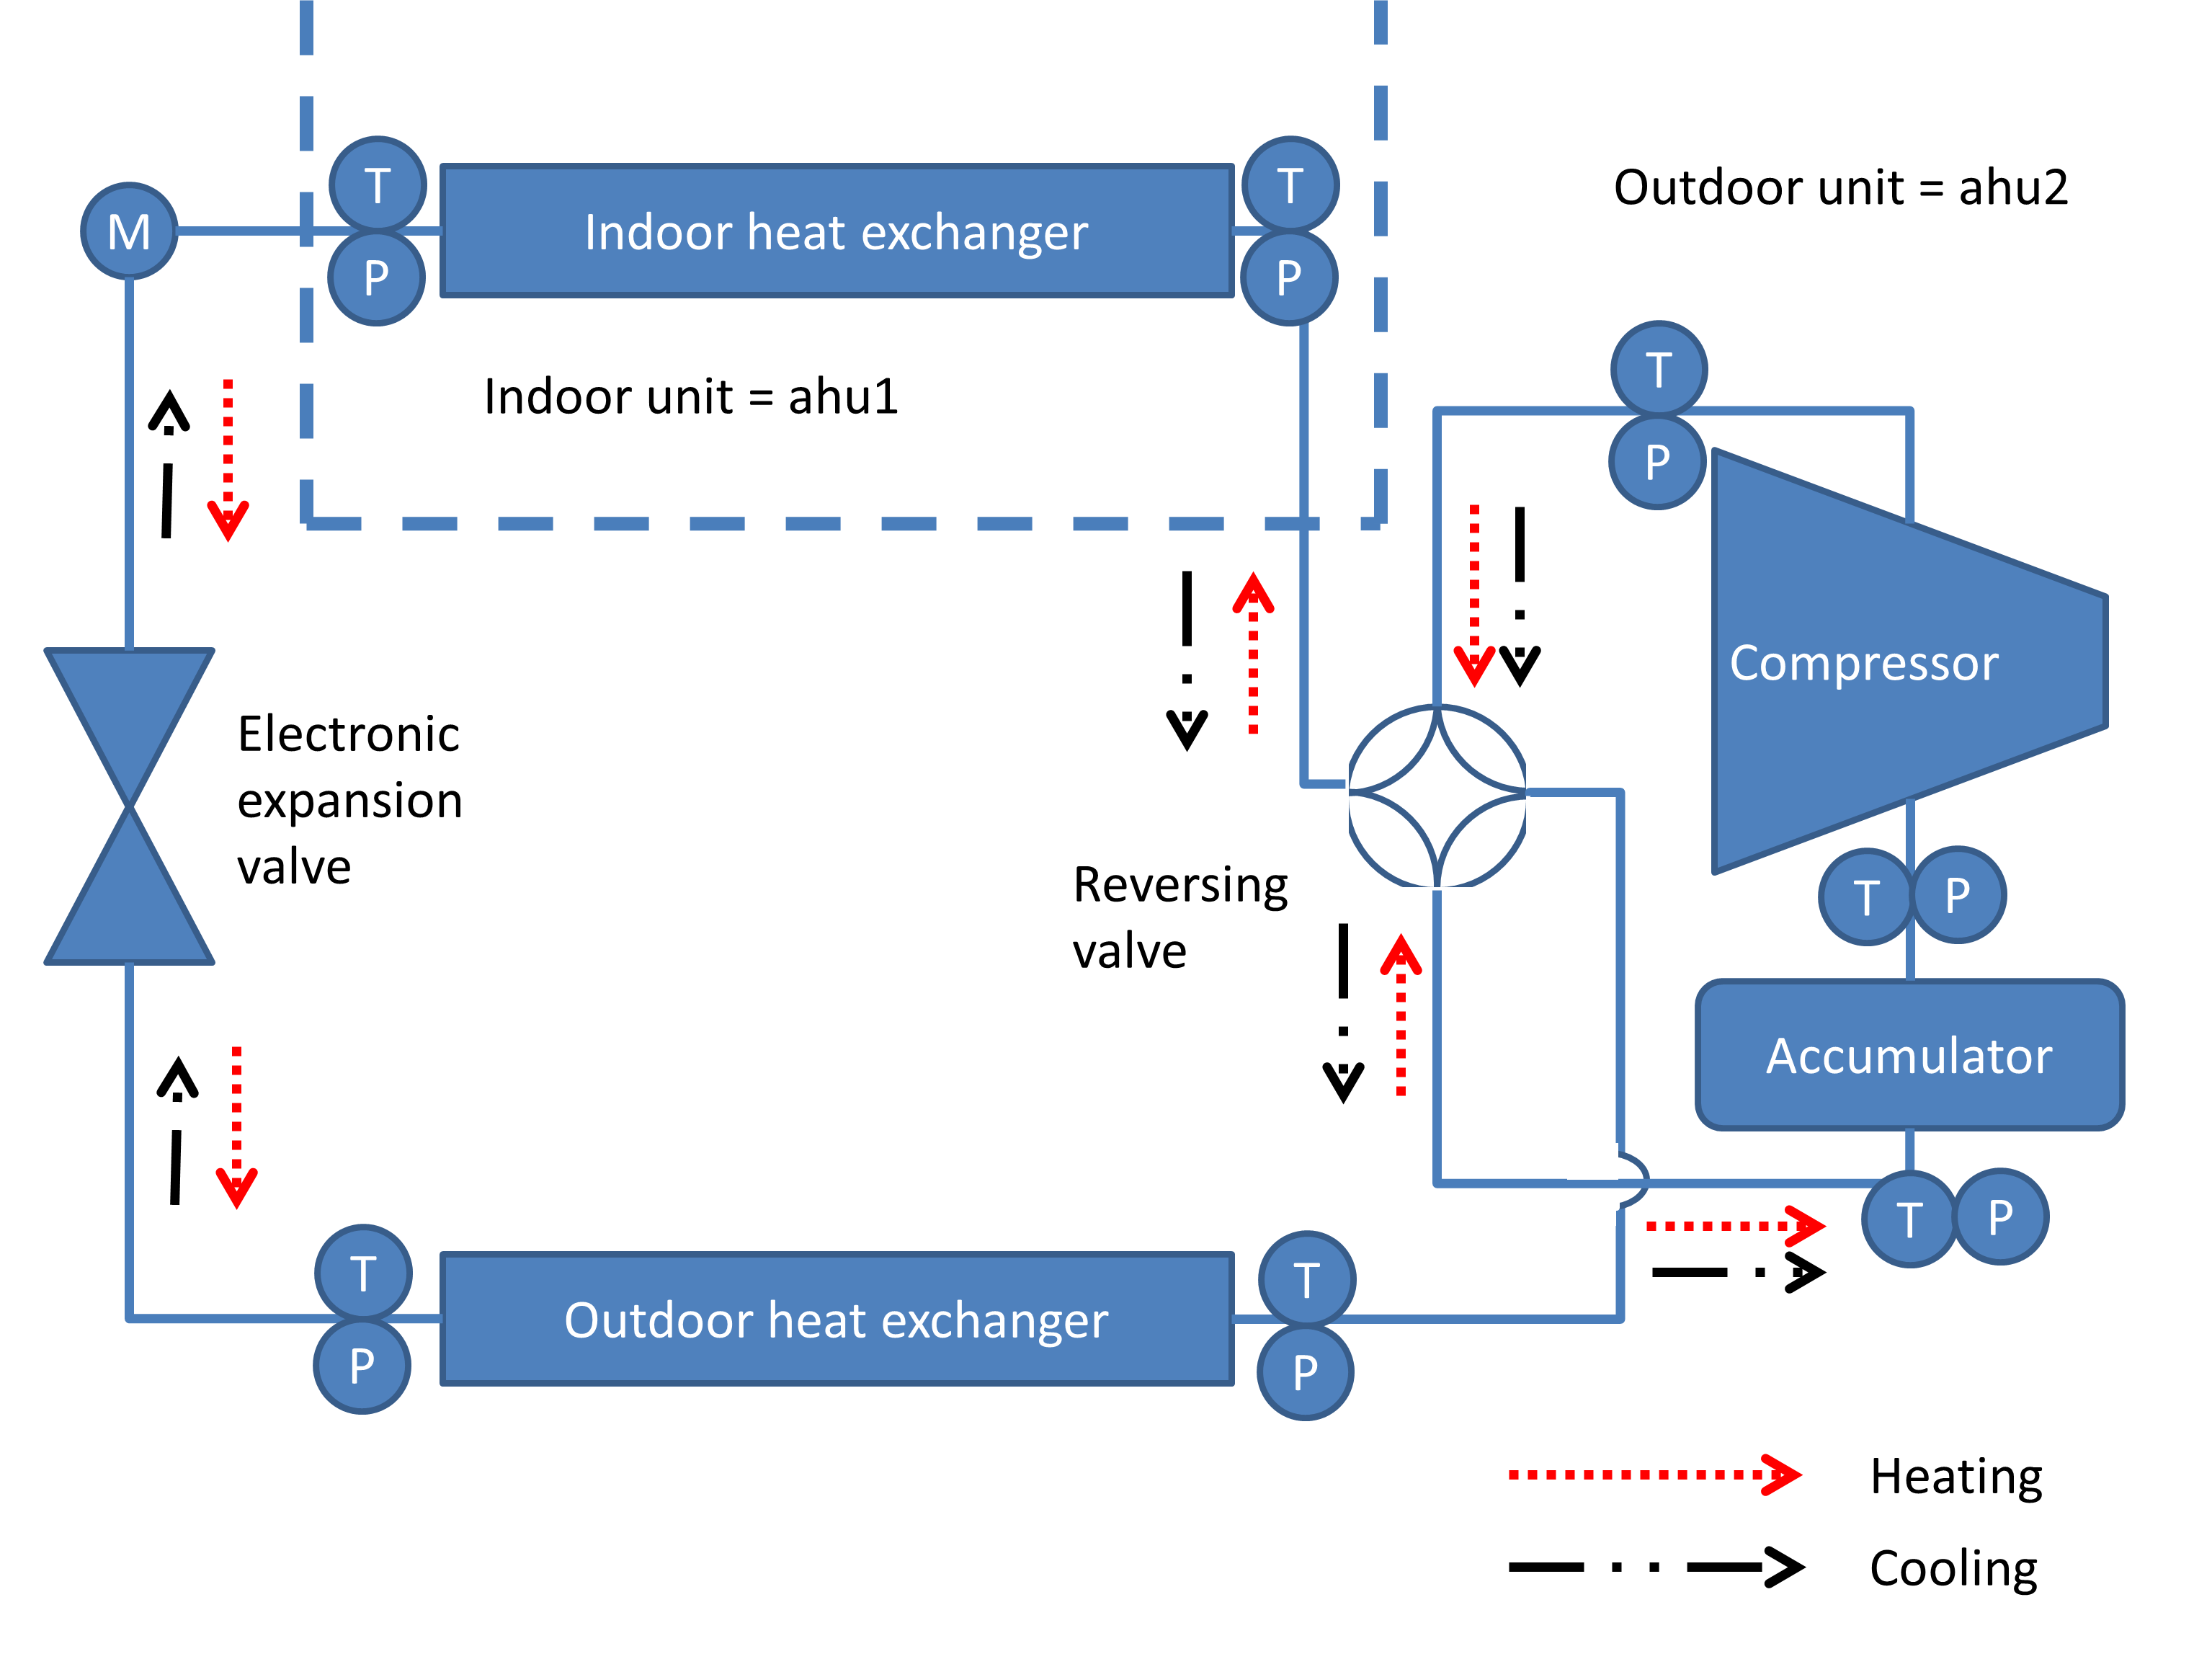 T
T
Outdoor unit = ahu2
M
Indoor heat exchanger
P
P
T
Indoor unit = ahu1
P
Compressor
Electronic
expansion
valve
Reversing
valve
T
P
Accumulator
T
P
T
T
Outdoor heat exchanger
P
P
Heating
Cooling